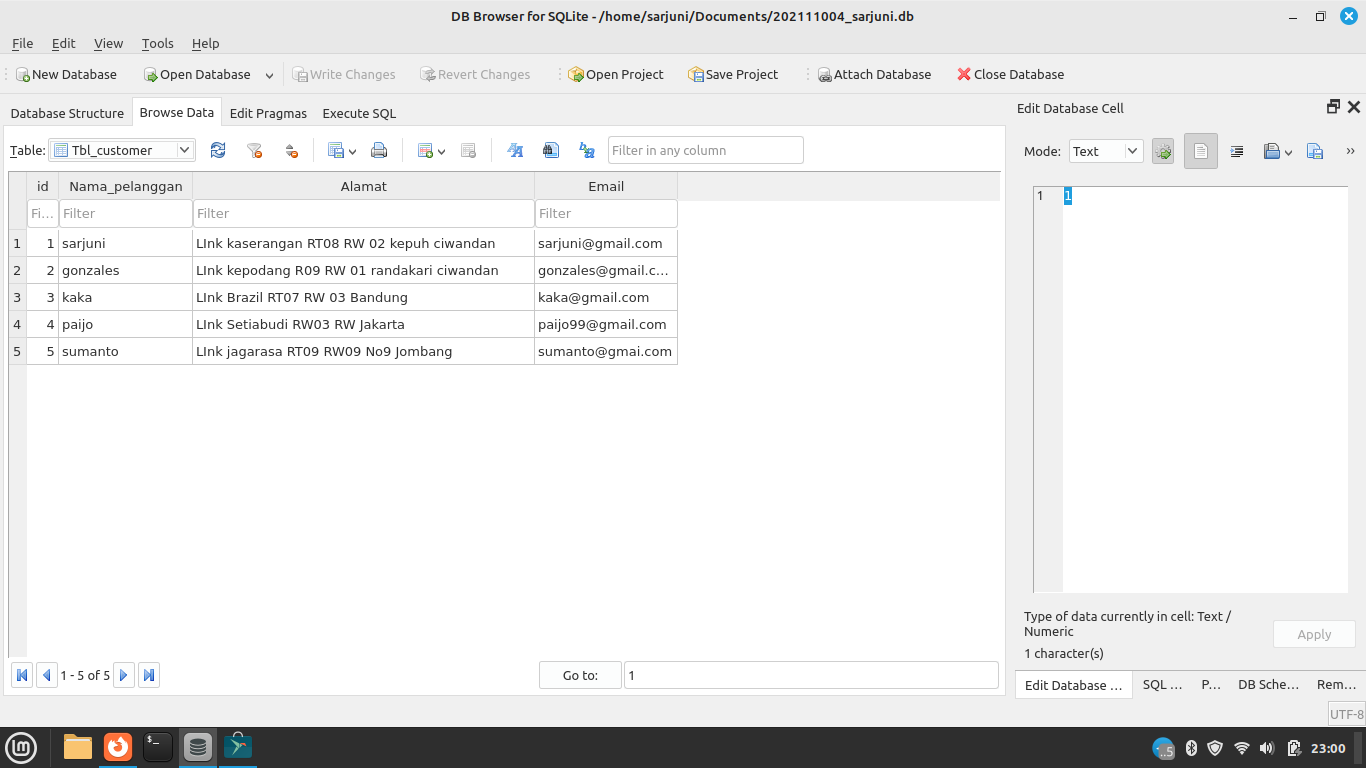 DB Browser for SQLite - /home/sarjuni/Documents/202111004_sarjuni.db
File Edit View Tools Help
New Database Open Database Write Changes Revert Changes Open Project Save Project Attach Database Close Database
Database Structure Browse Data Edit Pragmas Execute SQL
Table: Tbl_customer Filter in any column
id Nama_pelanggan Alamat Email
Fi... Filter Filter Filter
1 1 sarjuni LInk kaserangan RT08 RW 02 kepuh ciwandan sarjuni@gmail.com
2 2 gonzales LInk kepodang R09 RW 01 randakari ciwandan gonzales@gmail.c...
3 3 kaka LInk Brazil RT07 RW 03 Bandung kaka@gmail.com
4 4 paijo LInk Setiabudi RW03 RW Jakarta paijo99@gmail.com
5 5 sumanto LInk jagarasa RT09 RW09 No9 Jombang sumanto@gmai.com
1 - 5 of 5 Go to: 1
Edit Database Cell
Mode: Text
1 1
Type of data currently in cell: Text /
Numeric
1 character(s)
Apply
Edit Database ... SQL ... P... DB Sche... Rem...
UTF-8
..5 23:00